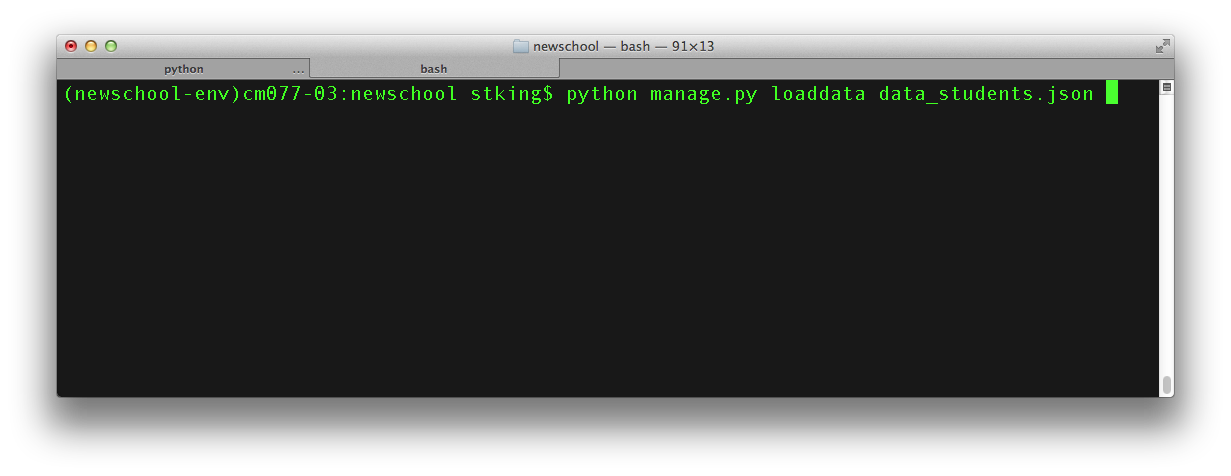 newschool — bash — 91×13
python ... bash
(newschool-env)cm077-03:newschool stking$ python manage.py loaddata data_students.json